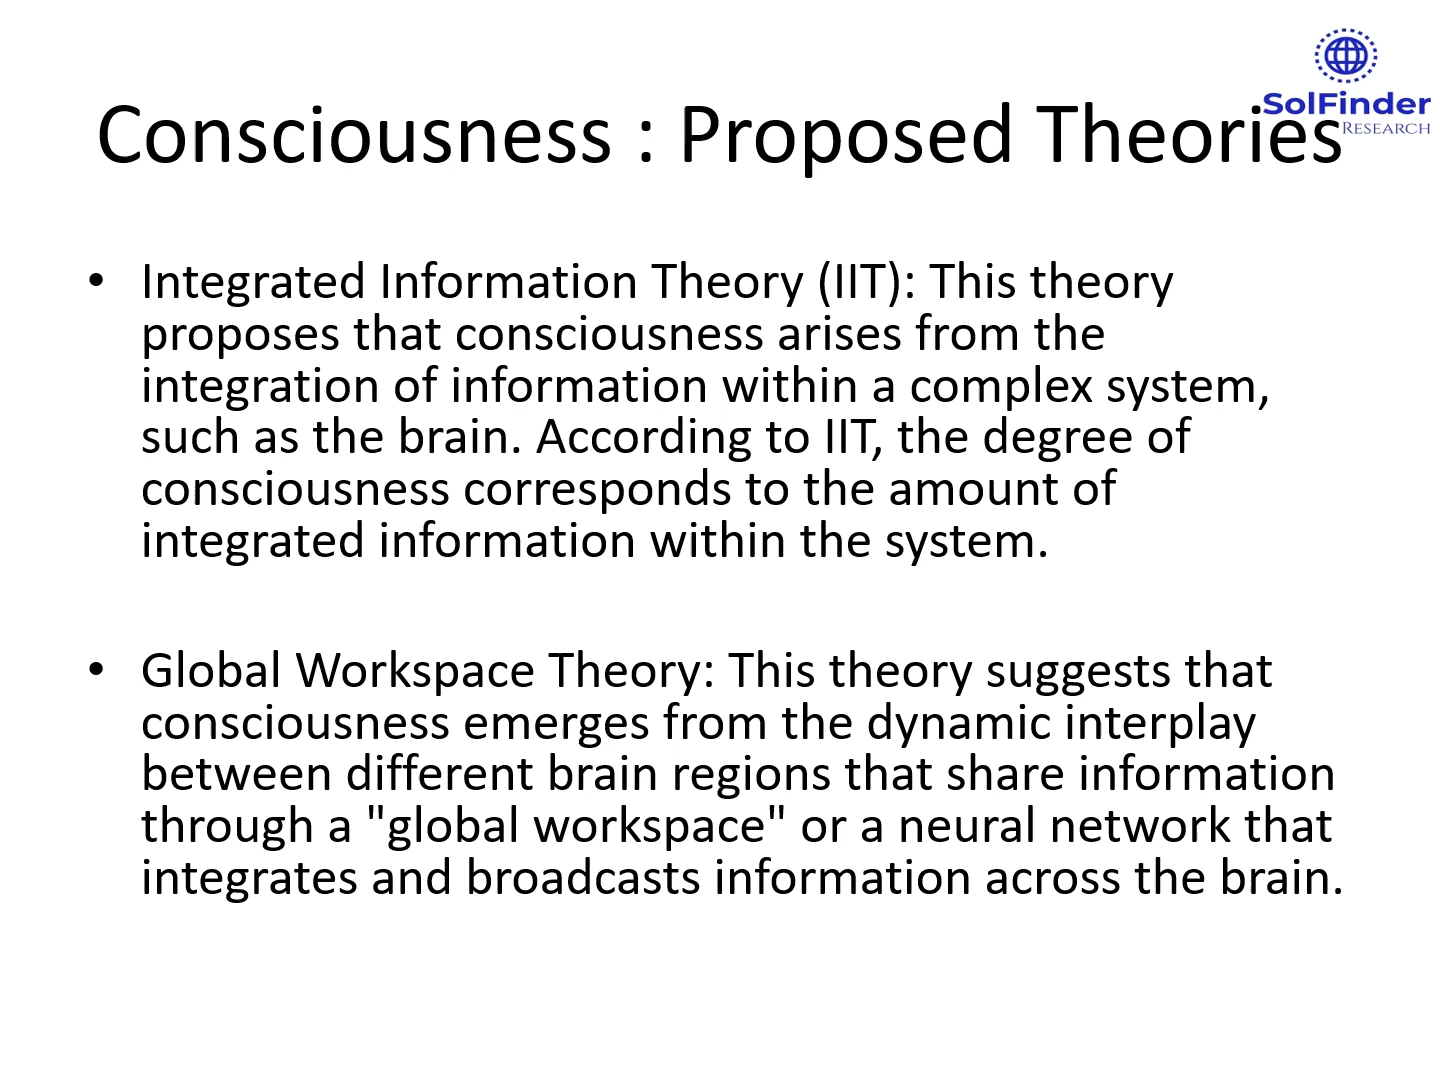 SolFinder
RESEARCH
Consciousness : Proposed Theories
• Integrated Information Theory (IIT): This theory
proposes that consciousness arises from the
integration of information within a complex system,
such as the brain. According to IIT, the degree of
consciousness corresponds to the amount of
integrated information within the system.
• Global Workspace Theory: This theory suggests that
consciousness emerges from the dynamic interplay
between different brain regions that share information
through a "global workspace" or a neural network that
integrates and broadcasts information across the brain.